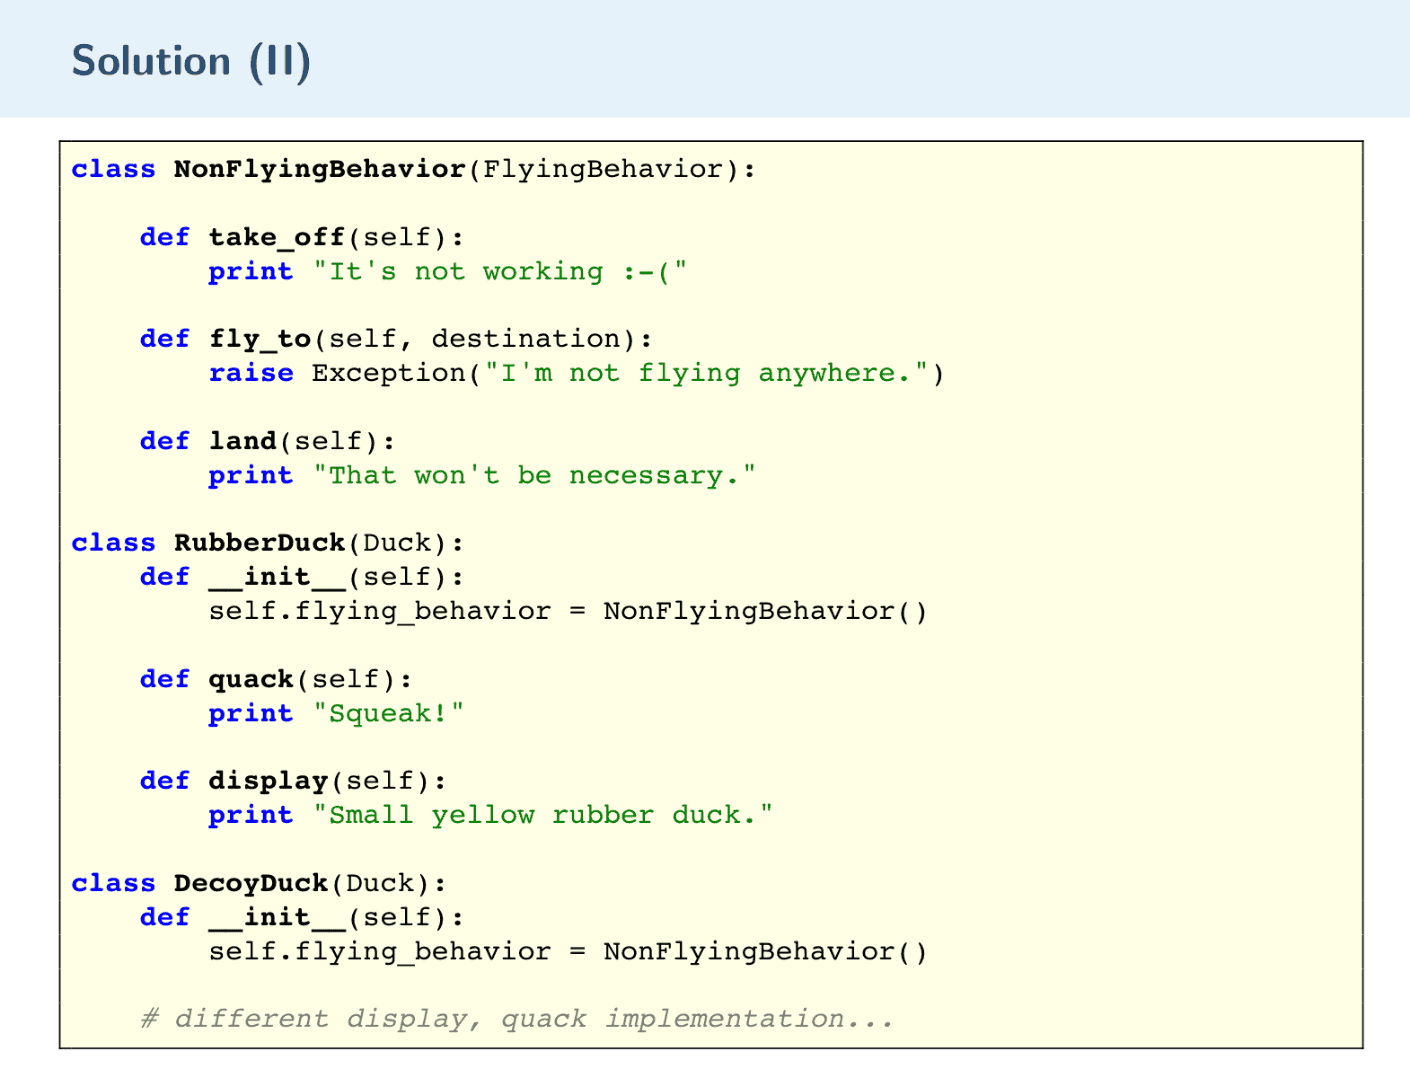 Solution (II)
class NonFlyingBehavior(FlyingBehavior):
    def take_off(self):
        print "It's not working :-("
    def fly_to(self, destination):
        raise Exception("I'm not flying anywhere.")
    def land(self):
        print "That won't be necessary."
class RubberDuck(Duck):
    def __init__(self):
        self.flying_behavior = NonFlyingBehavior()
    def quack(self):
        print "Squeak!"
    def display(self):
        print "Small yellow rubber duck."
class DecoyDuck(Duck):
    def __init__(self):
        self.flying_behavior = NonFlyingBehavior()
    # different display, quack implementation...